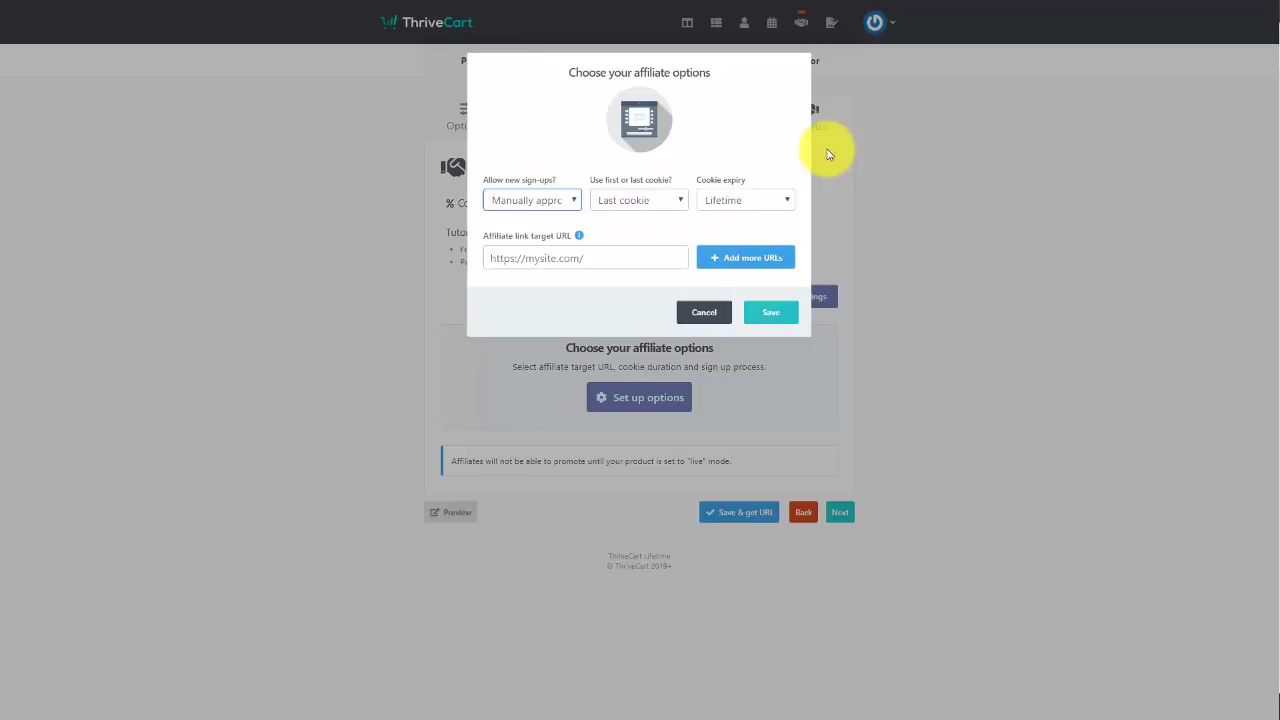 ThriveCart
Choose your affiliate options
Allow new sign-ups?
Use first or last cookie?
Cookie expiry
Manually appro
Last cookie
Lifetime
Affiliate link target URL
https://mysite.com/
Add more URLs
Cancel
Save
Choose your affiliate options
Select affiliate target URL, cookie duration and sign up process.
Set up options
Affiliates will not be able to promote until your product is set to "live" mode.
Preview
Save & get URL
Back
Next
ThriveCart Lifetime
© ThriveCart 2019+